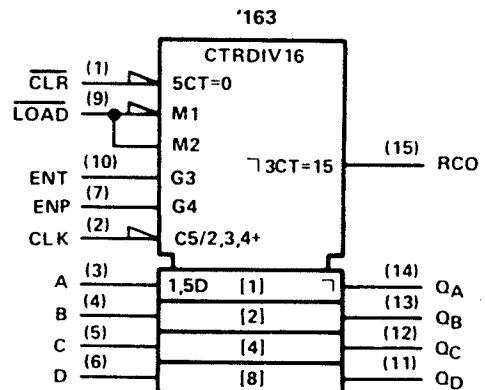 '163
CTRDIV16
CLR (1) 5CT=0
LOAD (9) M1
M2
ENT (10) G3 ¬3CT=15 (15) RCO
ENP (7) G4
CLK (2) C5/2,3,4+
A (3) 1,5D [1] ¬ (14) QA
B (4) [2] (13) QB
C (5) [4] (12) QC
D (6) [8] (11) QD